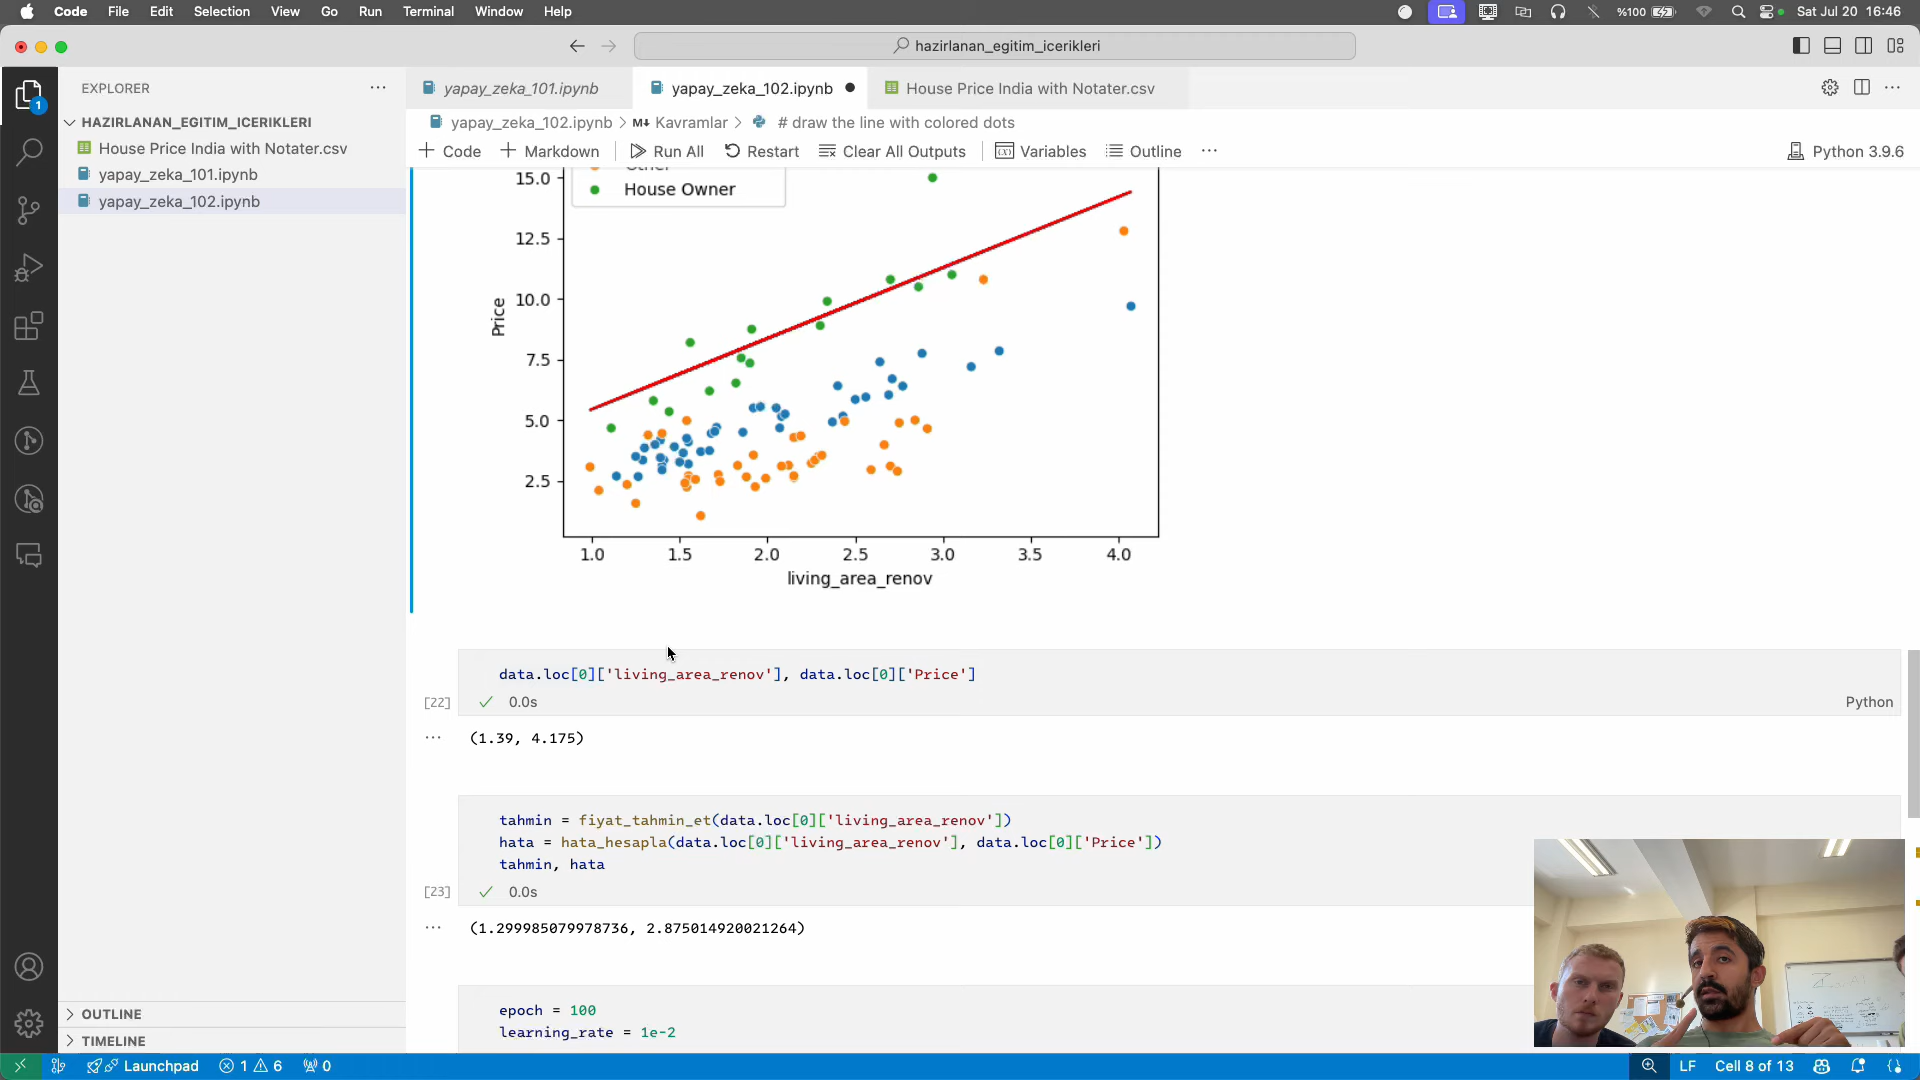 Code File Edit Selection View Go Run Terminal Window Help
%100 Sat Jul 20 16:46
hazirlanan_egitim_icerikleri
EXPLORER
yapay_zeka_101.ipynb
yapay_zeka_102.ipynb
House Price India with Notater.csv
1
HAZIRLANAN_EGITIM_ICERIKLERI
House Price India with Notater.csv
yapay_zeka_101.ipynb
yapay_zeka_102.ipynb
yapay_zeka_102.ipynb > M↓ Kavramlar > # draw the line with colored dots
+ Code + Markdown Run All Restart Clear All Outputs Variables Outline ...
Python 3.9.6
Other
House Owner
15.0
12.5
10.0
7.5
5.0
2.5
Price
1.0 1.5 2.0 2.5 3.0 3.5 4.0
living_area_renov
data.loc[0]['living_area_renov'], data.loc[0]['Price']
[22] 0.0s Python
(1.39, 4.175)
tahmin = fiyat_tahmin_et(data.loc[0]['living_area_renov'])
hata = hata_hesapla(data.loc[0]['living_area_renov'], data.loc[0]['Price'])
tahmin, hata
[23] 0.0s
(1.299985079978736, 2.875014920021264)
epoch = 100
learning_rate = 1e-2
OUTLINE
TIMELINE
Launchpad 1 6 0
LF Cell 8 of 13